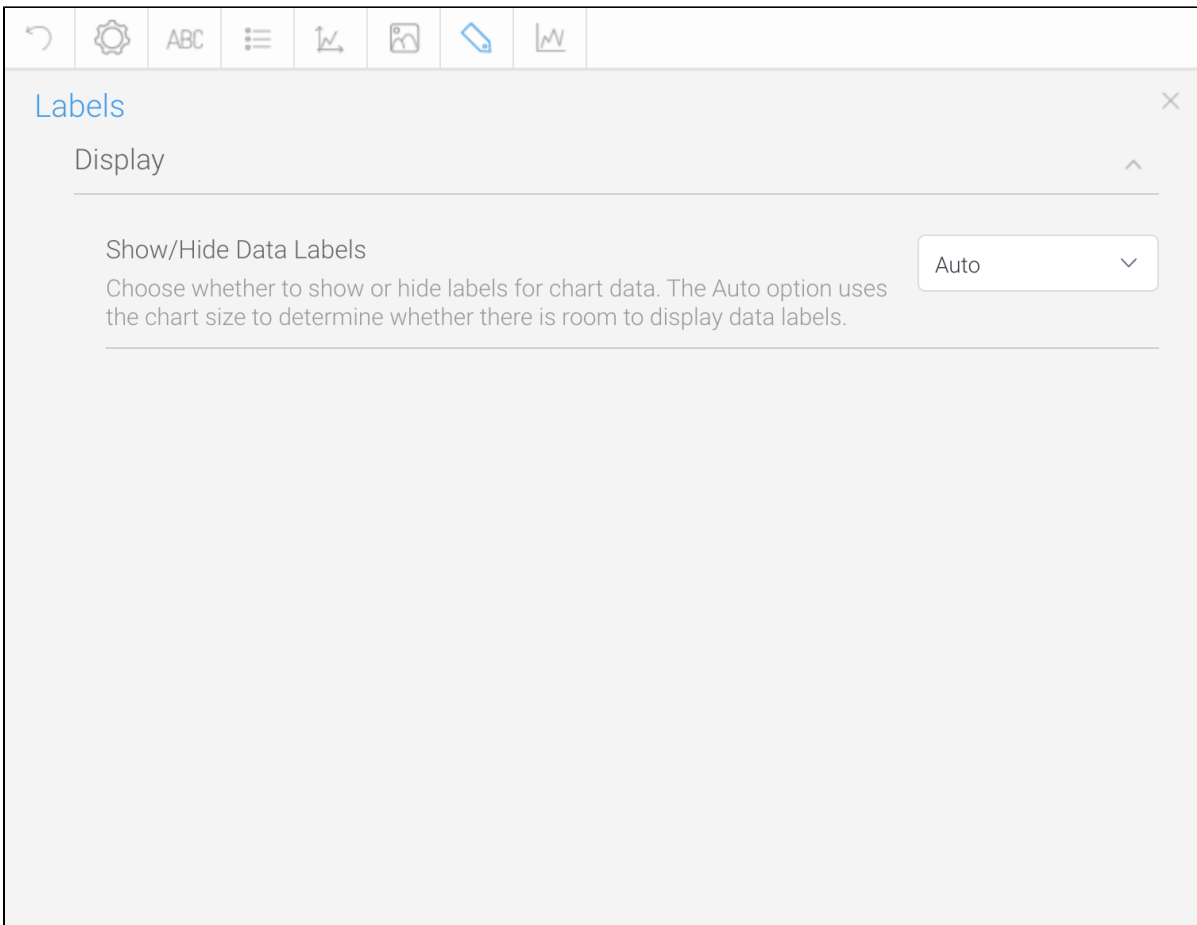 ABC
Labels
Display
Show/Hide Data Labels
Auto
Choose whether to show or hide labels for chart data. The Auto option uses
the chart size to determine whether there is room to display data labels.